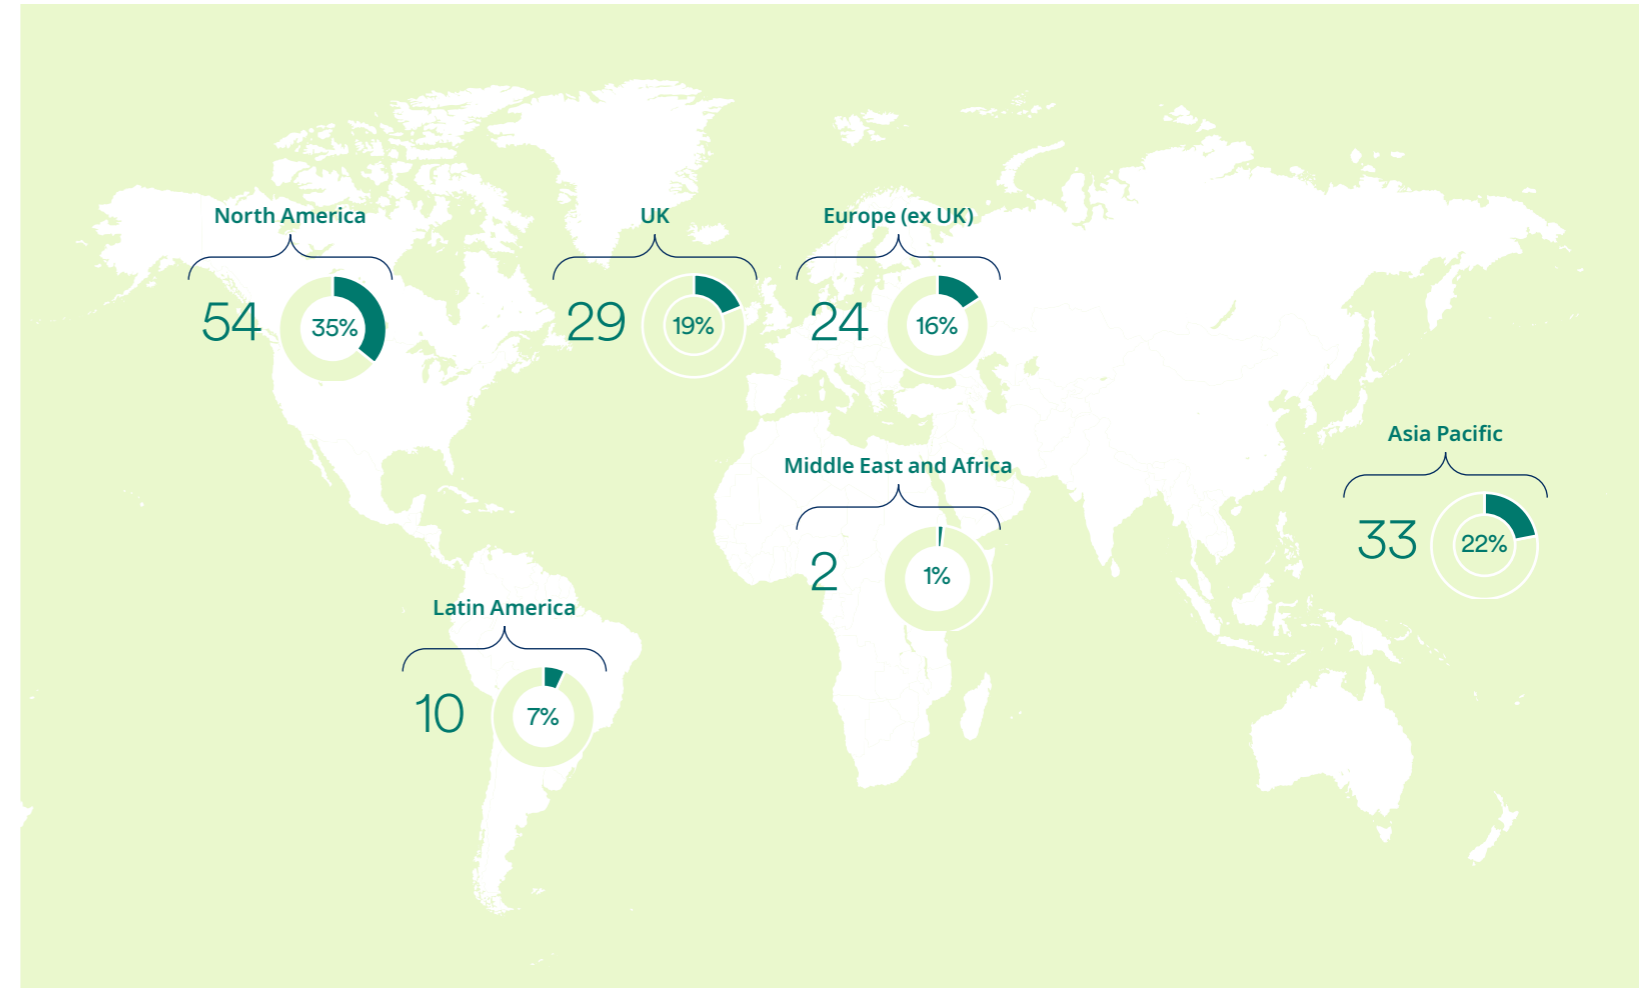 North America
54
35%
UK
29
19%
Europe (ex UK)
24
16%
Asia Pacific
33
22%
Middle East and Africa
2
1%
Latin America
10
7%